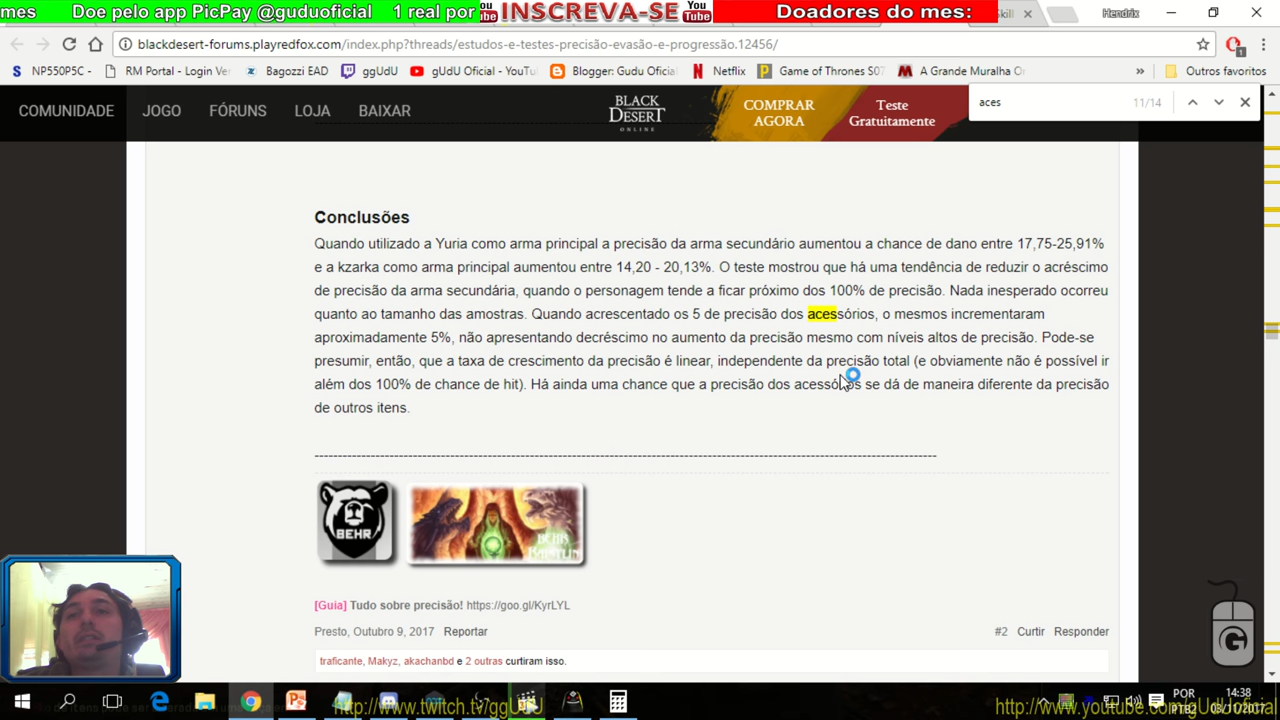 mes Doe pelo app PicPay @guduoficial 1 real por
You Tube INSCREVA-SE You Tube
Doadores do mes:
Hendrix
blackdesert-forums.playredfox.com/index.php?threads/estudos-e-testes-precisão-evasão-e-progressão.12456/
NP550P5C - RM Portal - Login Ver Bagozzi EAD ggUdU gUdU Oficial - YouTu Blogger: Gudu Oficia Netflix Game of Thrones S07 A Grande Muralha Or » Outros favoritos
COMUNIDADE JOGO FÓRUNS LOJA BAIXAR
BLACK DESERT ONLINE
COMPRAR AGORA
Teste Gratuitamente
aces 11/14
Conclusões
Quando utilizado a Yuria como arma principal a precisão da arma secundário aumentou a chance de dano entre 17,75-25,91%
e a kzarka como arma principal aumentou entre 14,20 - 20,13%. O teste mostrou que há uma tendência de reduzir o acréscimo
de precisão da arma secundária, quando o personagem tende a ficar próximo dos 100% de precisão. Nada inesperado ocorreu
quanto ao tamanho das amostras. Quando acrescentado os 5 de precisão dos acessórios, o mesmos incrementaram
aproximadamente 5%, não apresentando decréscimo no aumento da precisão mesmo com níveis altos de precisão. Pode-se
presumir, então, que a taxa de crescimento da precisão é linear, independente da precisão total (e obviamente não é possível ir
além dos 100% de chance de hit). Há ainda uma chance que a precisão dos acessórios se dá de maneira diferente da precisão
de outros itens.
BEHR
BEHR
[Guia] Tudo sobre precisão! https://goo.gl/KyrLYL
Presto, Outubro 9, 2017 Reportar #2 Curtir Responder
traficante, Makyz, akachanbd e 2 outras curtiram isso.
G
http://www.twitch.tv/ggUdU
http://www.youtube.com/gUdUOficial
POR
PTB2
14:38
03/11/2017